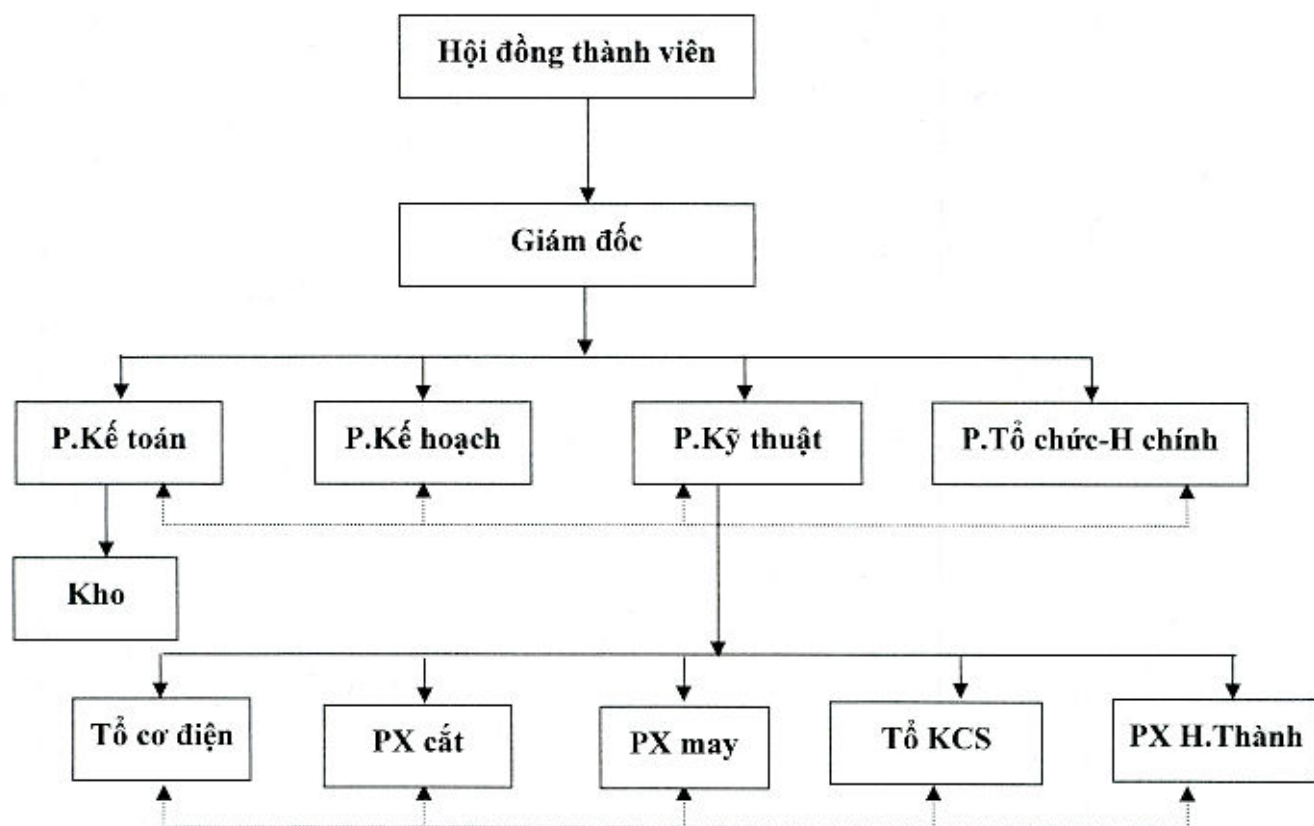 Hội đồng thành viên
Giám đốc
P.Kế toán
P.Kế hoạch
P.Kỹ thuật
P.Tổ chức-H chính
Kho
Tổ cơ điện
PX cắt
PX may
Tổ KCS
PX H.Thành